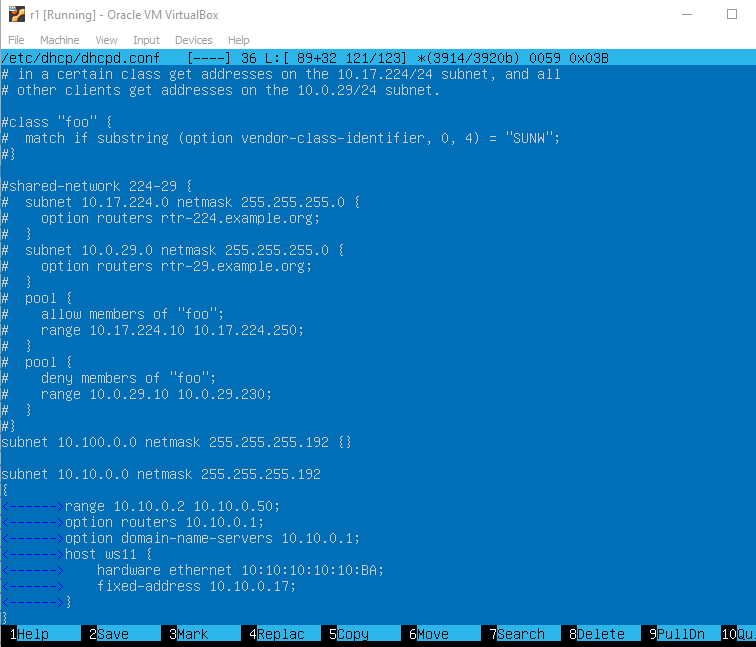 r1 [Running] - Oracle VM VirtualBox
File Machine View Input Devices Help
/etc/dhcp/dhcpd.conf [----] 36 L:[ 89+32 121/123] *(3914/3920b) 0059 0x03B
# in a certain class get addresses on the 10.17.224/24 subnet, and all
# other clients get addresses on the 10.0.29/24 subnet.

#class "foo" {
#  match if substring (option vendor-class-identifier, 0, 4) = "SUNW";
#}

#shared-network 224-29 {
#  subnet 10.17.224.0 netmask 255.255.255.0 {
#    option routers rtr-224.example.org;
#  }
#  subnet 10.0.29.0 netmask 255.255.255.0 {
#    option routers rtr-29.example.org;
#  }
#  pool {
#    allow members of "foo";
#    range 10.17.224.10 10.17.224.250;
#  }
#  pool {
#    deny members of "foo";
#    range 10.0.29.10 10.0.29.230;
#  }
#}
subnet 10.100.0.0 netmask 255.255.255.192 {}

subnet 10.10.0.0 netmask 255.255.255.192
{
<------>range 10.10.0.2 10.10.0.50;
<------>option routers 10.10.0.1;
<------>option domain-name-servers 10.10.0.1;
<------>host ws11 {
<------>    hardware ethernet 10:10:10:10:10:BA;
<------>    fixed-address 10.10.0.17;
<------>}
}
1Help 2Save 3Mark 4Replac 5Copy 6Move 7Search 8Delete 9PullDn 10Qu